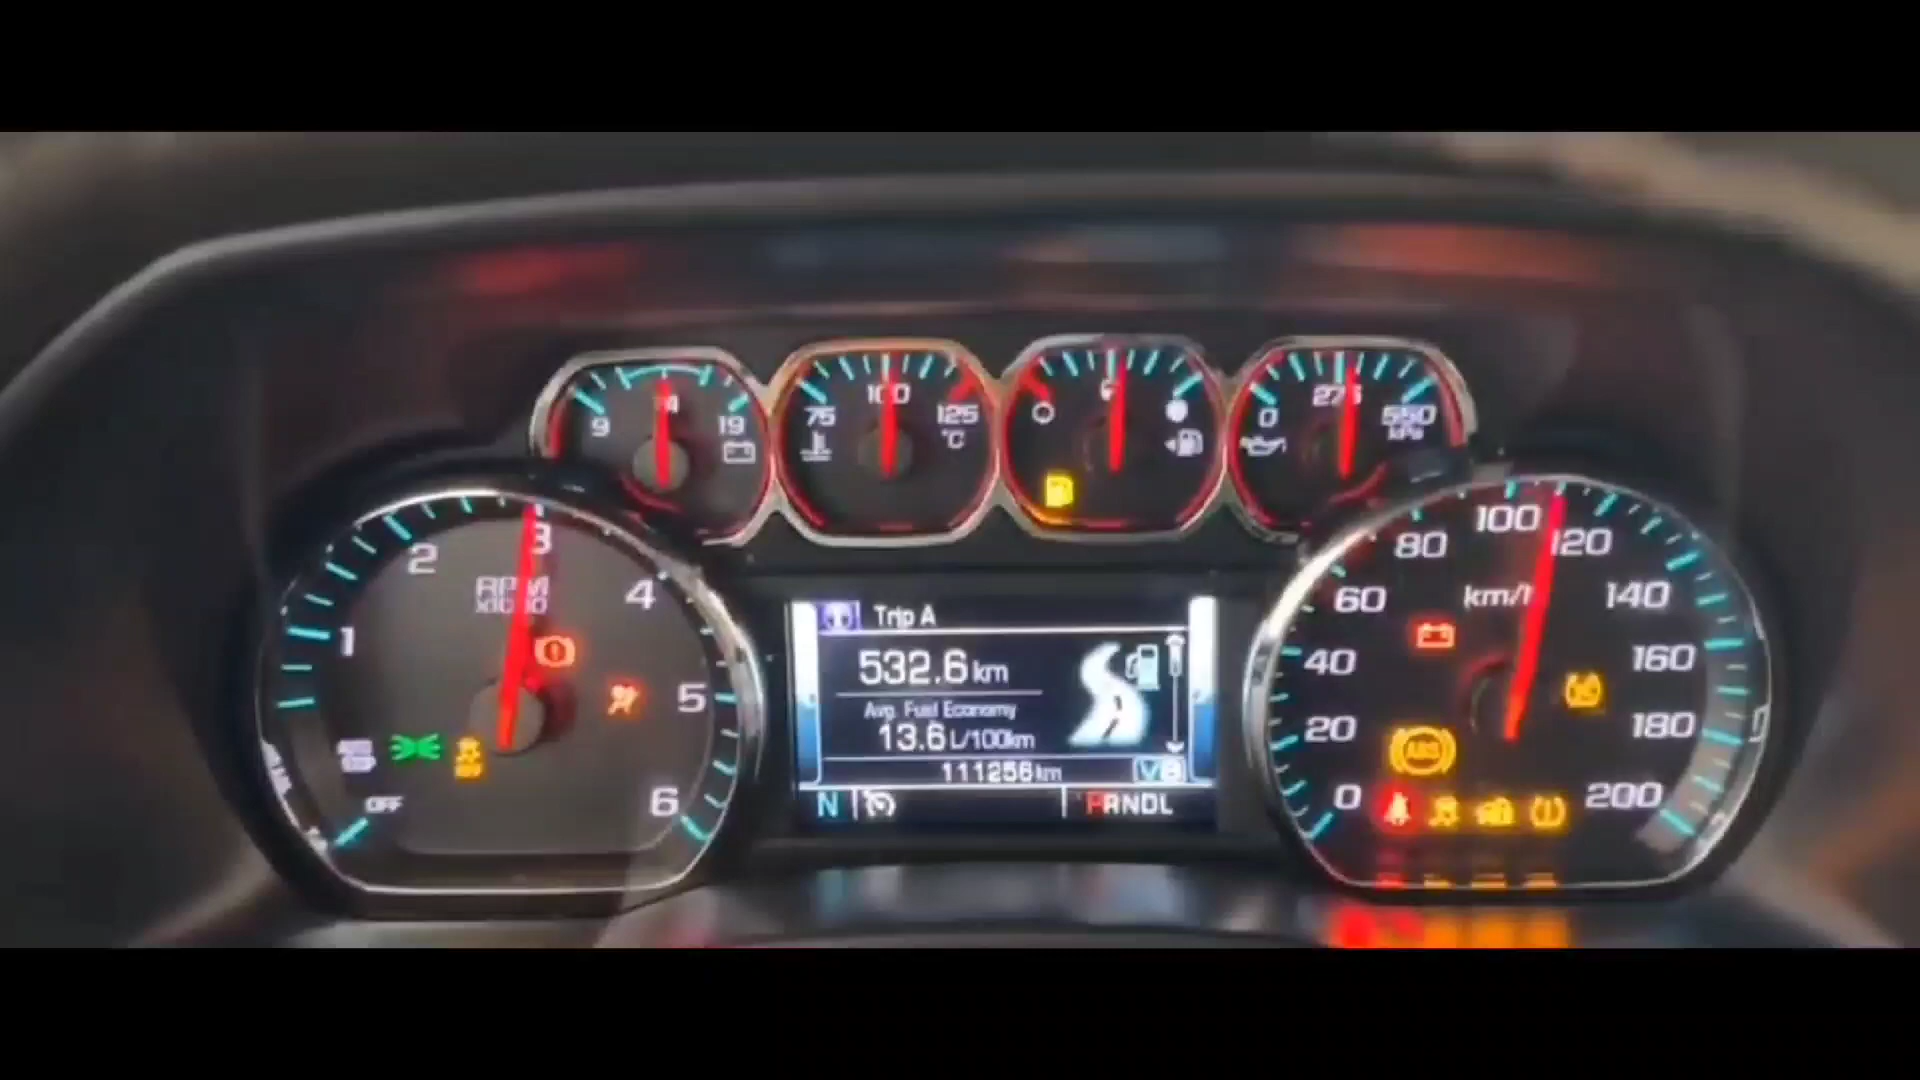 14
9
19
100
75
125
°C
275
0
550
kPa
1
2
3
4
5
6
RPM
x1000
OFF
Trip A
532.6 km
Avg. Fuel Economy
13.6 L/100km
111256 km
V8
N
PRNDL
0
20
40
60
80
100
120
140
160
180
200
km/h
ABS